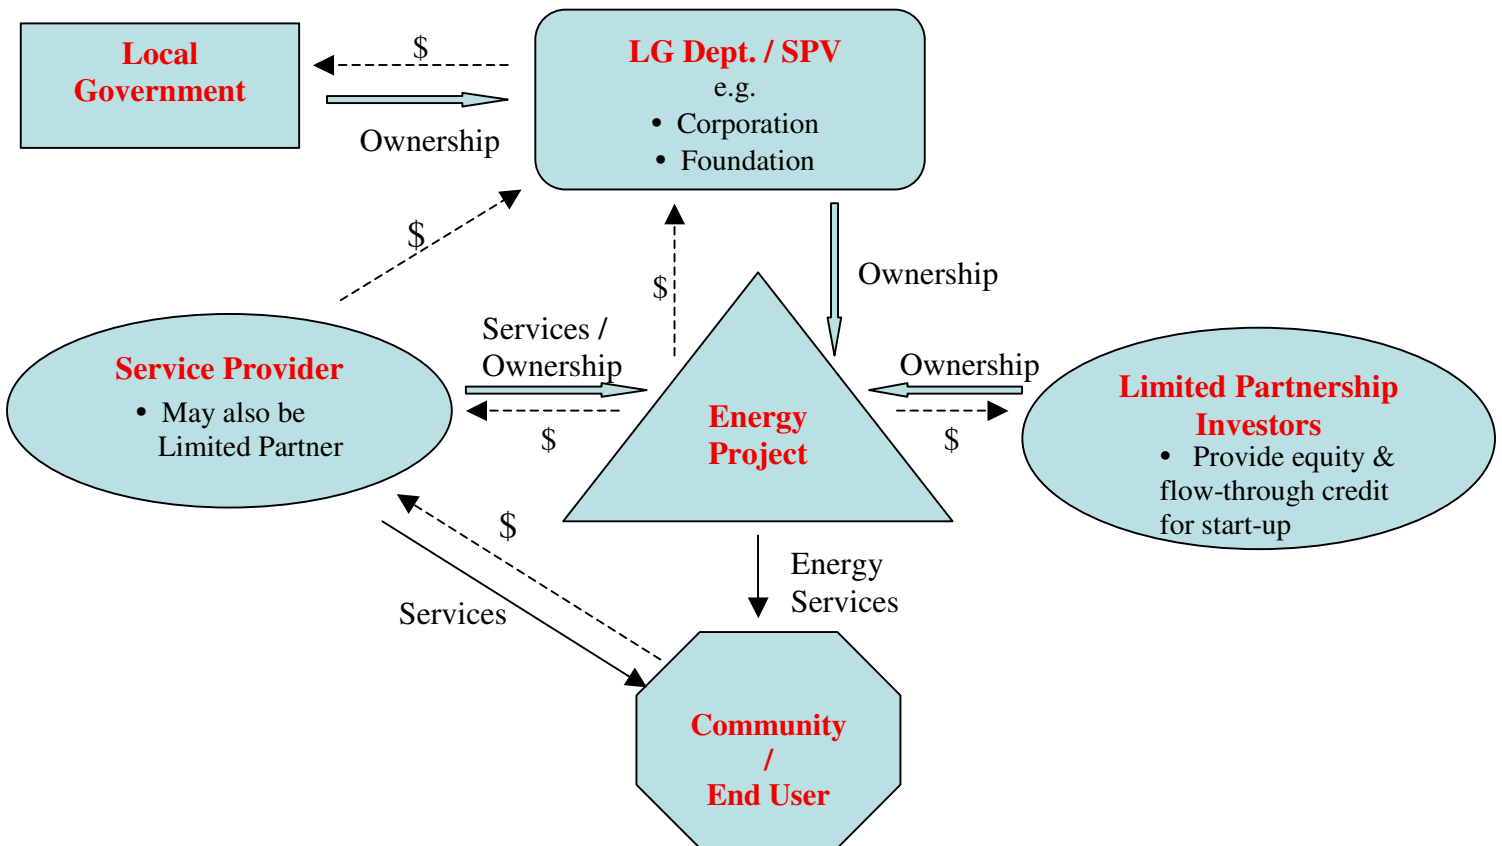 Local
Government
$
Ownership
LG Dept. / SPV
e.g.
• Corporation
• Foundation
$
$
Ownership
Services /
Ownership
$
Ownership
$
Service Provider
• May also be
Limited Partner
Energy
Project
Limited Partnership
Investors
• Provide equity &
flow-through credit
for start-up
$
Services
Energy
Services
Community
/
End User